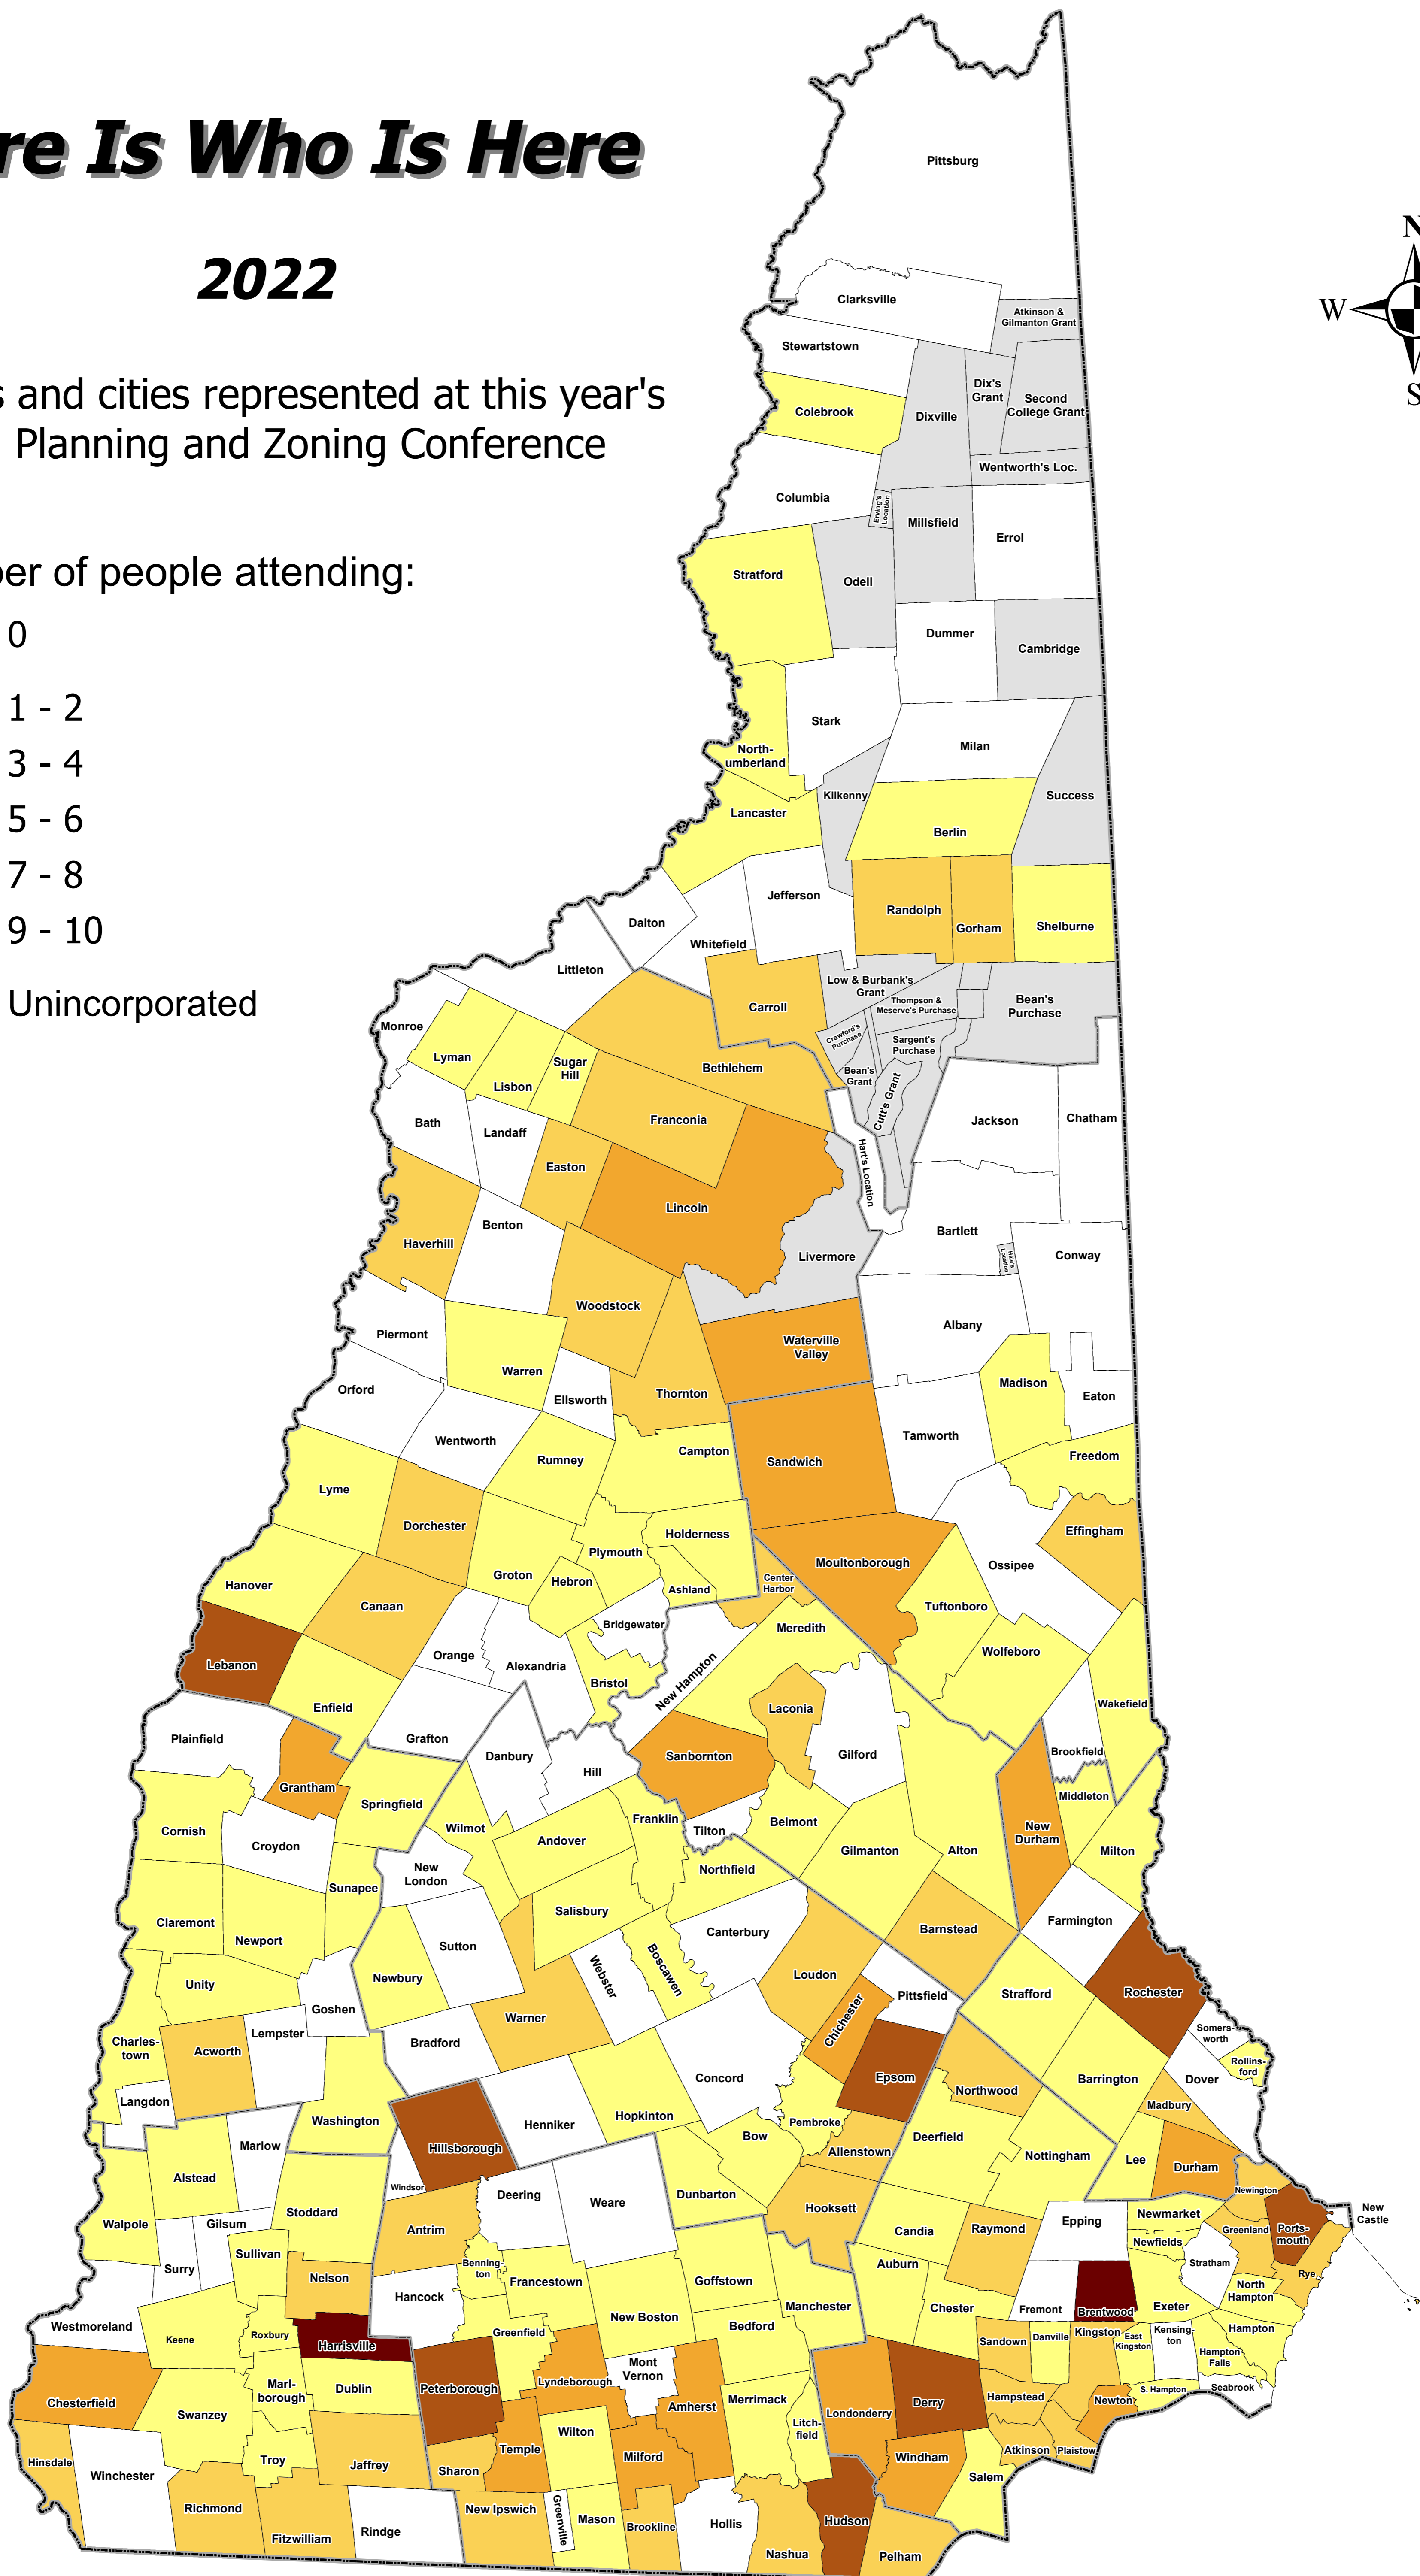 re Is Who Is Here
2022
s and cities represented at this year's
Planning and Zoning Conference
ber of people attending:
0
1 - 2
3 - 4
5 - 6
7 - 8
9 - 10
Unincorporated
N
W
S
Pittsburg
Clarksville
Atkinson &
Gilmanton Grant
Stewartstown
Dix's
Grant
Second
College Grant
Colebrook
Dixville
Wentworth's Loc.
Columbia
Erving's
Location
Millsfield
Errol
Stratford
Odell
Dummer
Cambridge
Stark
Milan
North-
umberland
Kilkenny
Success
Lancaster
Berlin
Jefferson
Randolph
Gorham
Shelburne
Dalton
Whitefield
Littleton
Carroll
Low & Burbank's
Grant
Thompson &
Meserve's Purchase
Bean's
Purchase
Monroe
Crawford's
Purchase
Sargent's
Purchase
Lyman
Lisbon
Sugar
Hill
Bethlehem
Bean's
Grant
Cutt's Grant
Bath
Landaff
Franconia
Jackson
Chatham
Easton
Hart's Location
Lincoln
Haverhill
Benton
Livermore
Bartlett
Hale's
Location
Conway
Woodstock
Piermont
Waterville
Valley
Albany
Warren
Orford
Ellsworth
Thornton
Madison
Eaton
Wentworth
Rumney
Campton
Sandwich
Tamworth
Freedom
Lyme
Dorchester
Holderness
Effingham
Plymouth
Moultonborough
Ossipee
Hanover
Groton
Hebron
Ashland
Center
Harbor
Canaan
Tuftonboro
Bridgewater
Meredith
Orange
Lebanon
Alexandria
Wolfeboro
New Hampton
Bristol
Enfield
Laconia
Wakefield
Plainfield
Grafton
Danbury
Sanbornton
Gilford
Brookfield
Hill
Grantham
Springfield
Middleton
Cornish
Croydon
Wilmot
Andover
Franklin
Tilton
Belmont
New
Durham
Gilmanton
Alton
Milton
New
London
Northfield
Sunapee
Salisbury
Claremont
Newport
Sutton
Canterbury
Barnstead
Farmington
Newbury
Webster
Boscawen
Loudon
Unity
Rochester
Goshen
Pittsfield
Strafford
Warner
Chichester
Charles-
town
Acworth
Lempster
Bradford
Somers-
worth
Langdon
Concord
Epsom
Rollins-
ford
Northwood
Barrington
Dover
Washington
Henniker
Hopkinton
Pembroke
Madbury
Marlow
Hillsborough
Bow
Allenstown
Deerfield
Nottingham
Lee
Durham
Alstead
Windsor
Deering
Weare
Dunbarton
Newington
Walpole
Gilsum
Stoddard
Antrim
Hooksett
Candia
Raymond
Epping
Newmarket
New
Castle
Greenland
Ports-
mouth
Surry
Sullivan
Nelson
Benning-
ton
Francestown
Goffstown
Auburn
Newfields
Stratham
Rye
Hancock
Manchester
Chester
Fremont
Brentwood
Exeter
North
Hampton
Westmoreland
Keene
Roxbury
Harrisville
Greenfield
New Boston
Bedford
Sandown
Danville
Kingston
East
Kingston
Kensing-
ton
Hampton
Hampton
Falls
Mont
Vernon
Lyndeborough
Marl-
borough
Dublin
Peterborough
Chesterfield
Swanzey
Amherst
Merrimack
Litch-
field
Londonderry
Derry
Hampstead
Newton
S. Hampton
Seabrook
Wilton
Temple
Milford
Windham
Atkinson
Plaistow
Hinsdale
Winchester
Troy
Jaffrey
Sharon
Salem
Richmond
Fitzwilliam
Rindge
New Ipswich
Greenville
Mason
Brookline
Hollis
Nashua
Hudson
Pelham